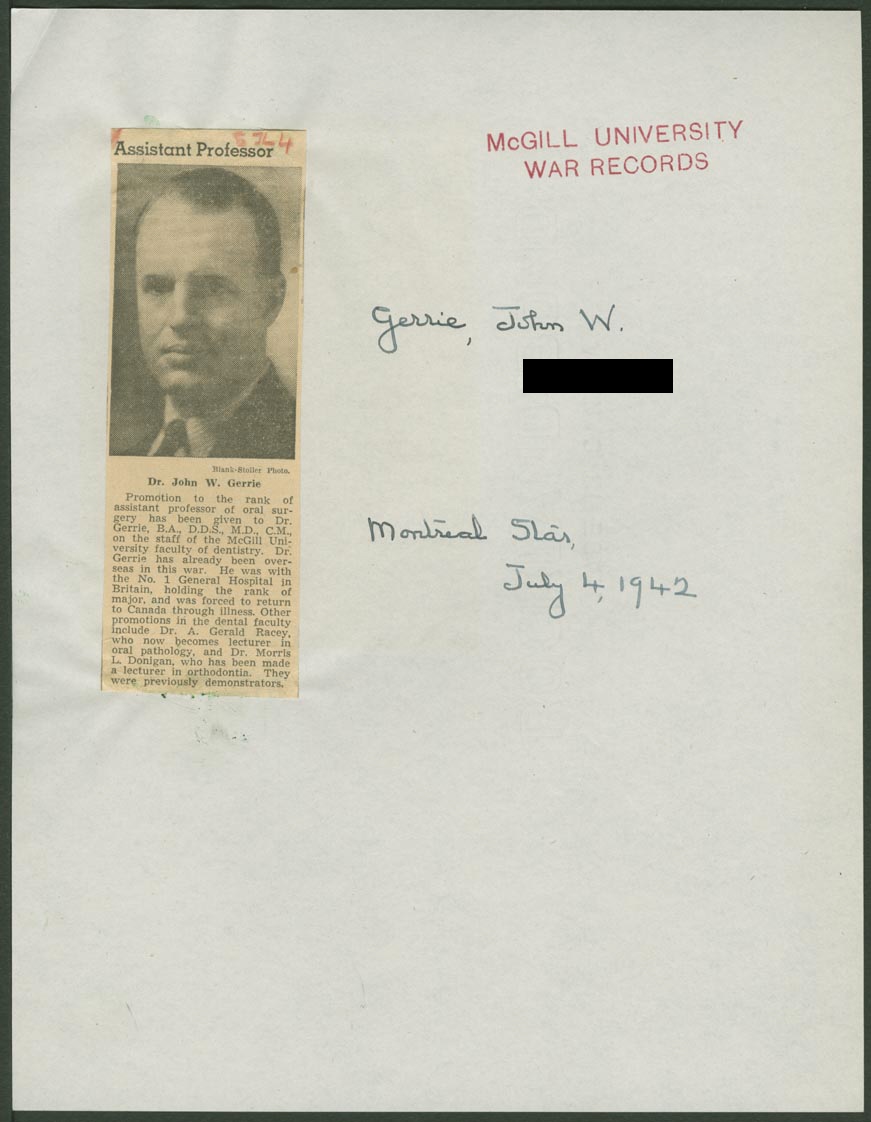 McGILL UNIVERSITY
WAR RECORDS
Assistant Professor
Blank-Stoller Photo.
Dr. John W. Gerrie
Promotion to the rank of
assistant professor of oral sur-
gery has been given to Dr.
Gerrie, B.A., D.D.S., M.D., C.M.,
on the staff of the McGill Uni-
versity faculty of dentistry. Dr.
Gerrie has already been over-
seas in this war. He was with
the No. 1 General Hospital in
Britain, holding the rank of
major, and was forced to return
to Canada through illness. Other
promotions in the dental faculty
include Dr. A. Gerald Racey,
who now becomes lecturer in
oral pathology, and Dr. Morris
L. Donigan, who has been made
a lecturer in orthodontia. They
were previously demonstrators.
Gerrie, John W.
Montreal Star,
July 4, 1942